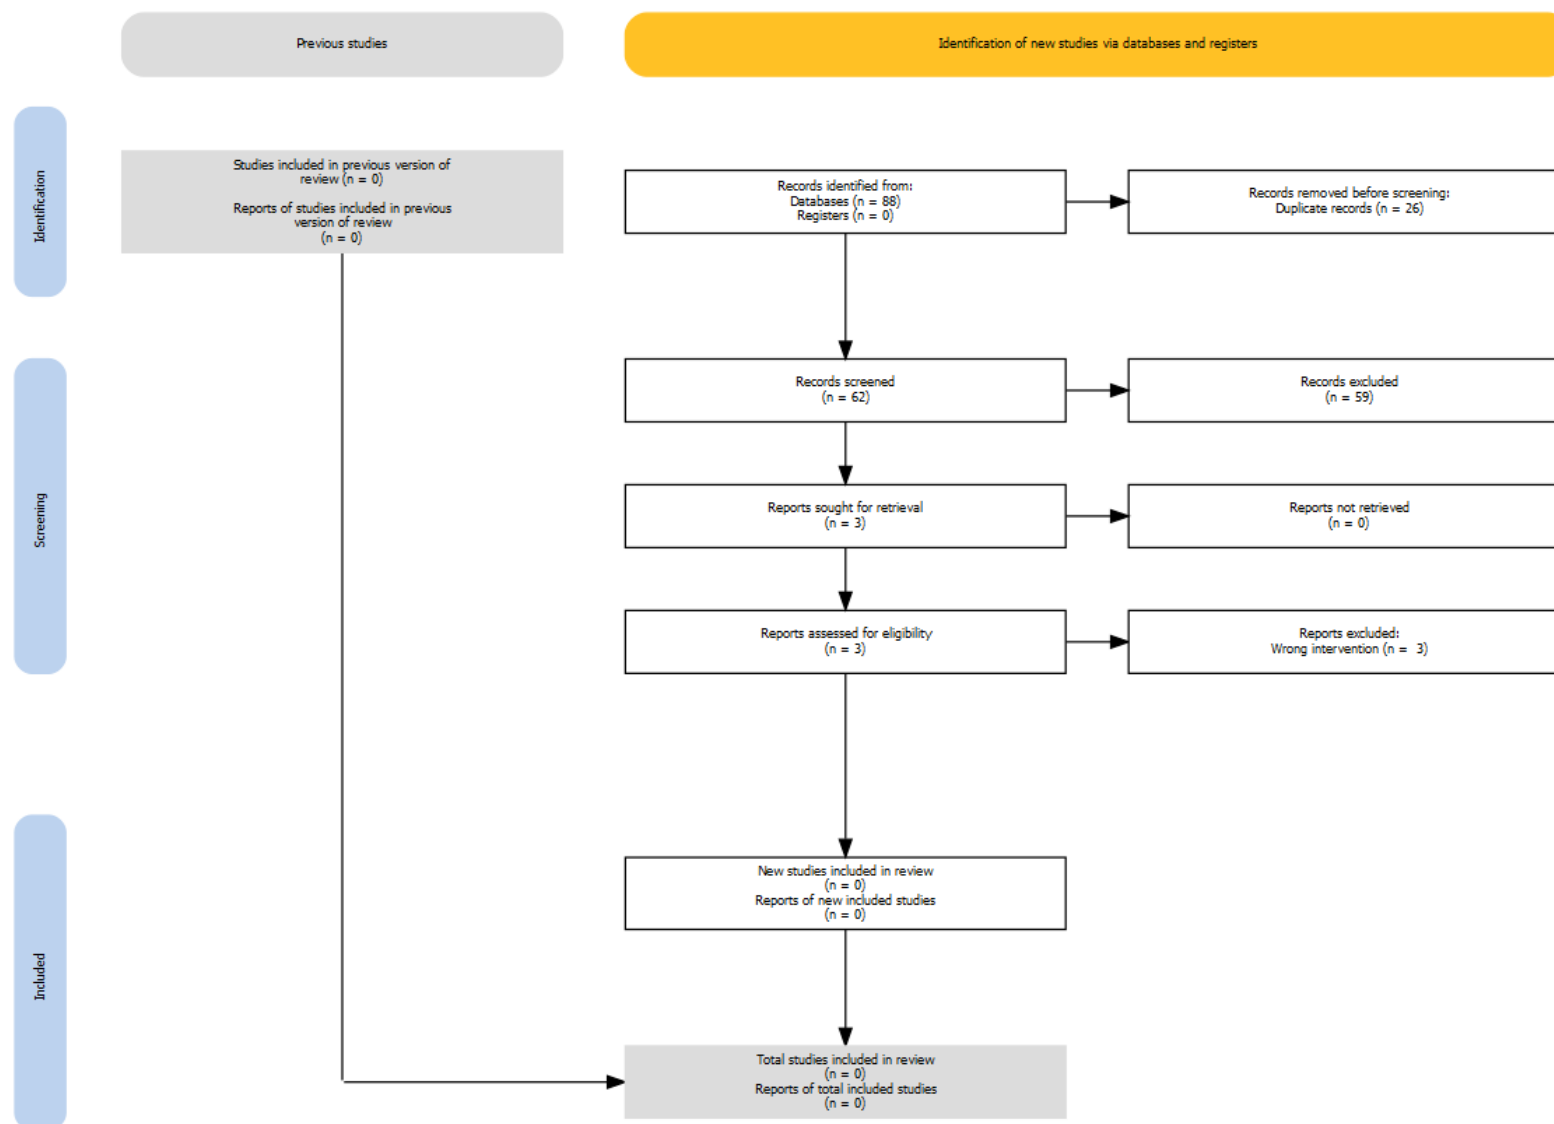 Previous studies
Identification of new studies via databases and registers
Identification
Studies included in previous version of
review (n = 0)
Reports of studies included in previous
version of review
(n = 0)
Records identified from:
Databases (n = 88)
Registers (n = 0)
Records removed before screening:
Duplicate records (n = 26)
Screening
Records screened
(n = 62)
Records excluded
(n = 59)
Reports sought for retrieval
(n = 3)
Reports not retrieved
(n = 0)
Reports assessed for eligibility
(n = 3)
Reports excluded:
Wrong intervention (n =  3)
Included
New studies included in review
(n = 0)
Reports of new included studies
(n = 0)
Total studies included in review
(n = 0)
Reports of total included studies
(n = 0)